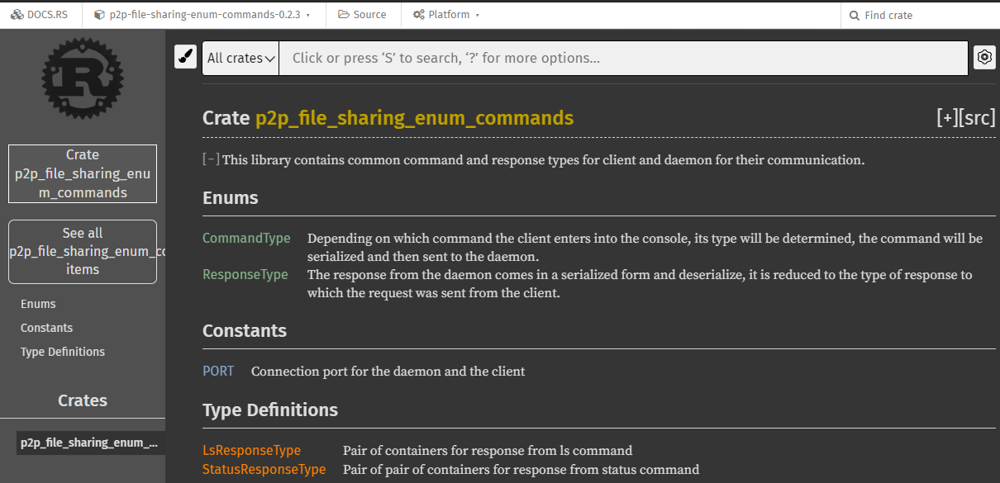 DOCS.RS p2p-file-sharing-enum-commands-0.2.3 Source Platform Find crate
All crates Click or press ‘S’ to search, ‘?’ for more options...
Crate p2p_file_sharing_enum_commands [+][src]
[-] This library contains common command and response types for client and daemon for their communication.
Enums
CommandType Depending on which command the client enters into the console, its type will be determined, the command will be
serialized and then sent to the daemon.
ResponseType The response from the daemon comes in a serialized form and deserialize, it is reduced to the type of response to
which the request was sent from the client.
Constants
PORT Connection port for the daemon and the client
Type Definitions
LsResponseType Pair of containers for response from ls command
StatusResponseType Pair of pair of containers for response from status command
R
Crate
p2p_file_sharing_enu
m_commands
See all
p2p_file_sharing_enum_co
items
Enums
Constants
Type Definitions
Crates
p2p_file_sharing_enum_...